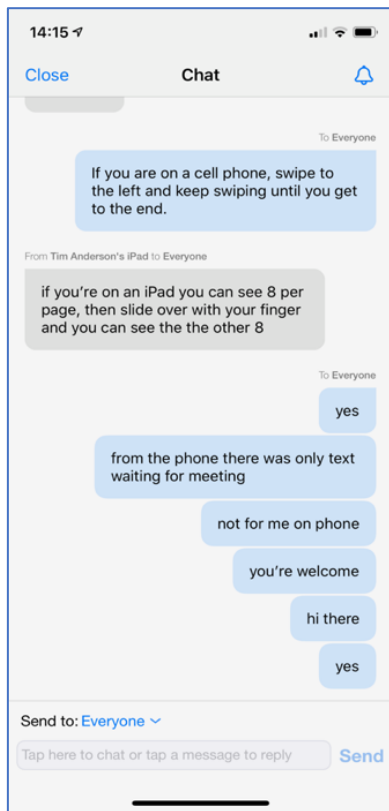 14:15
Close
Chat
To Everyone
If you are on a cell phone, swipe to
the left and keep swiping until you get
to the end.
From Tim Anderson's iPad to Everyone
if you're on an iPad you can see 8 per
page, then slide over with your finger
and you can see the the other 8
To Everyone
yes
from the phone there was only text
waiting for meeting
not for me on phone
you're welcome
hi there
yes
Send to: Everyone
Tap here to chat or tap a message to reply
Send